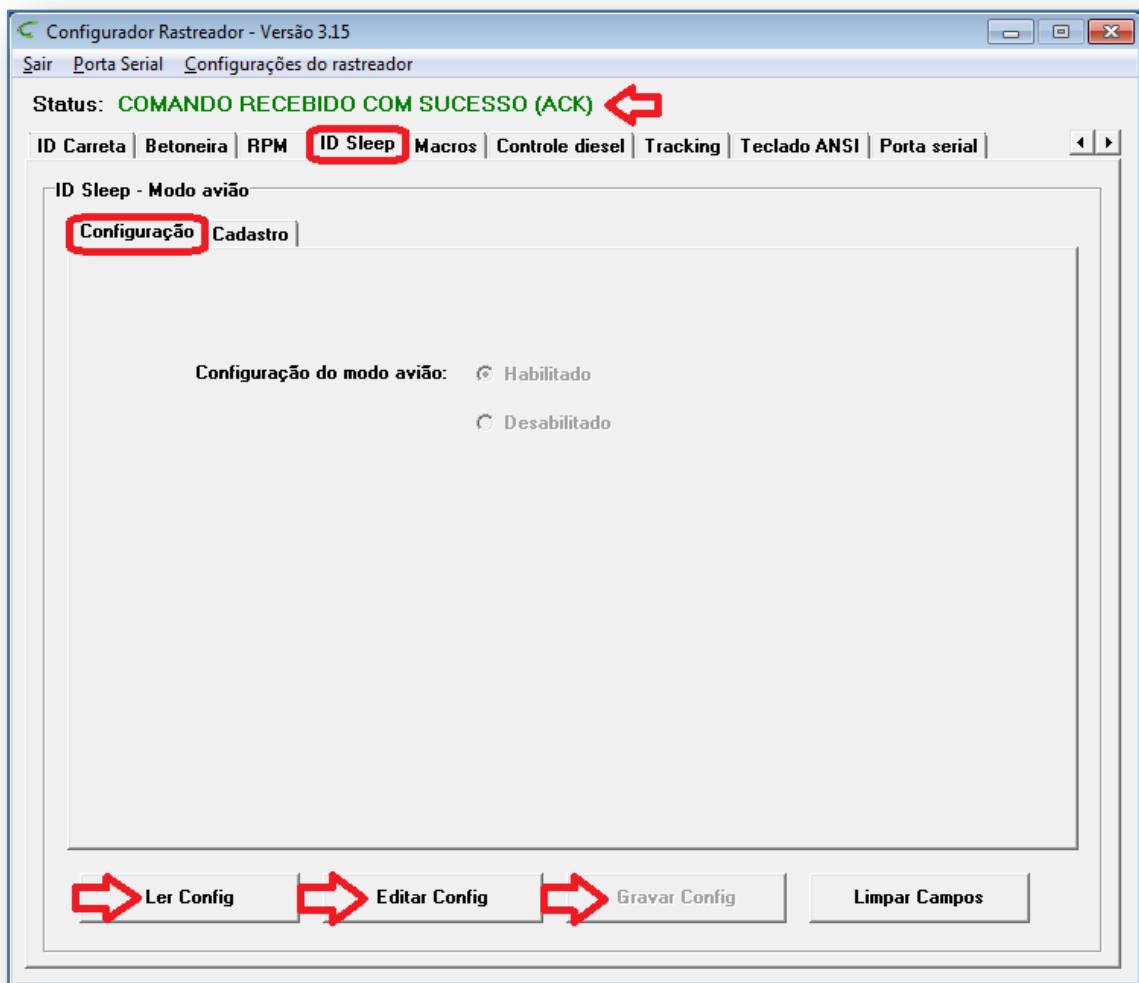 Configurador Rastreador - Versão 3.15
Sair Porta Serial Configurações do rastreador
Status: COMANDO RECEBIDO COM SUCESSO (ACK)
ID Carreta Betoneira RPM ID Sleep Macros Controle diesel Tracking Teclado ANSI Porta serial
ID Sleep - Modo avião
Configuração Cadastro
Configuração do modo avião: Habilitado
Desabilitado
Ler Config Editar Config Gravar Config Limpar Campos